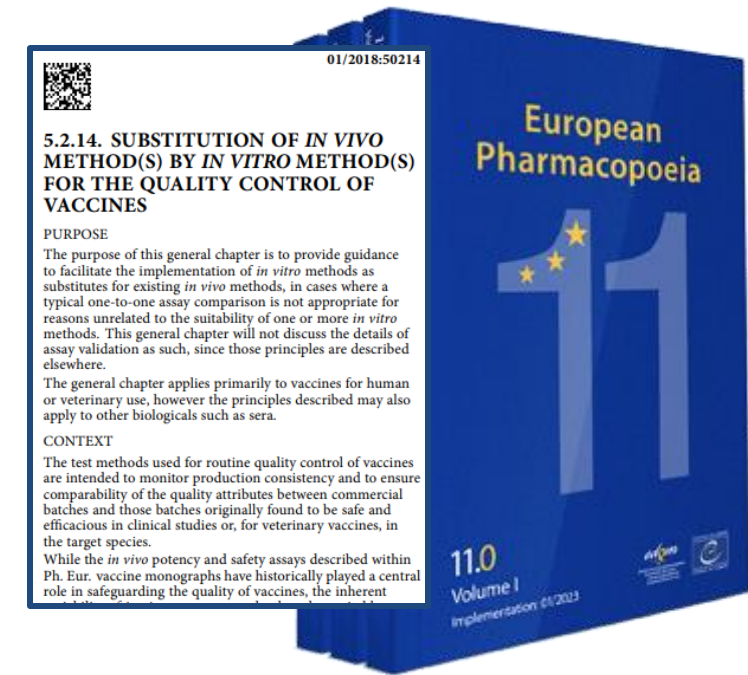 01/2018:50214
5.2.14. SUBSTITUTION OF IN VIVO
METHOD(S) BY IN VITRO METHOD(S)
FOR THE QUALITY CONTROL OF
VACCINES
PURPOSE
The purpose of this general chapter is to provide guidance
to facilitate the implementation of in vitro methods as
substitutes for existing in vivo methods, in cases where a
typical one-to-one assay comparison is not appropriate for
reasons unrelated to the suitability of one or more in vitro
methods. This general chapter will not discuss the details of
assay validation as such, since those principles are described
elsewhere.
The general chapter applies primarily to vaccines for human
or veterinary use, however the principles described may also
apply to other biologicals such as sera.
CONTEXT
The test methods used for routine quality control of vaccines
are intended to monitor production consistency and to ensure
comparability of the quality attributes between commercial
batches and those batches originally found to be safe and
efficacious in clinical studies or, for veterinary vaccines, in
the target species.
While the in vivo potency and safety assays described within
Ph. Eur. vaccine monographs have historically played a central
role in safeguarding the quality of vaccines, the inherent
European
Pharmacopoeia
11
11.0
Volume I
Implementation: 01/2023
edqm